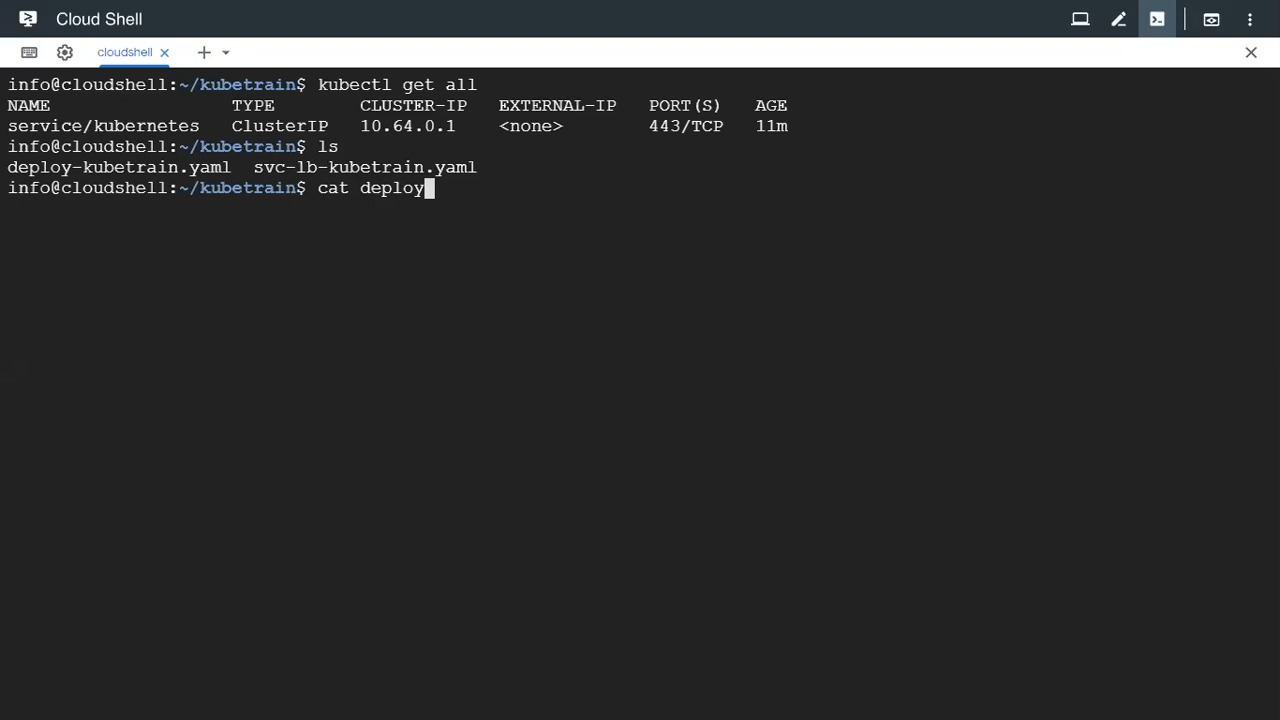 Cloud Shell
cloudshell
info@cloudshell:~/kubetrain$ kubectl get all
NAME TYPE CLUSTER-IP EXTERNAL-IP PORT(S) AGE
service/kubernetes ClusterIP 10.64.0.1 <none> 443/TCP 11m
info@cloudshell:~/kubetrain$ ls
deploy-kubetrain.yaml svc-lb-kubetrain.yaml
info@cloudshell:~/kubetrain$ cat deploy